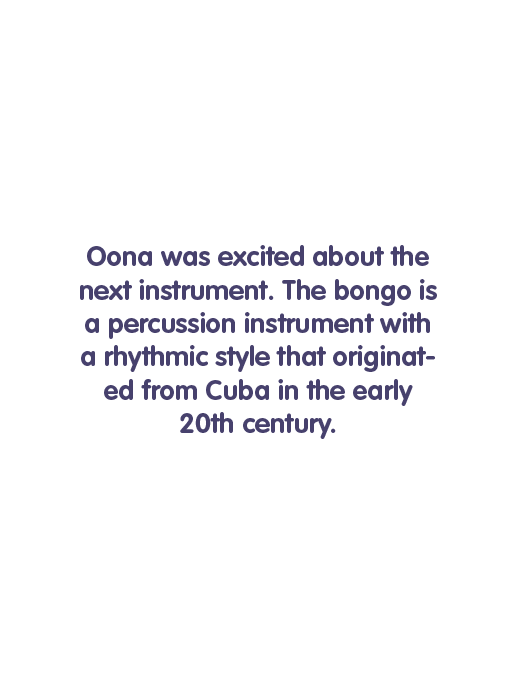 Oona was excited about the
next instrument. The bongo is
a percussion instrument with
a rhythmic style that originat-
ed from Cuba in the early
20th century.